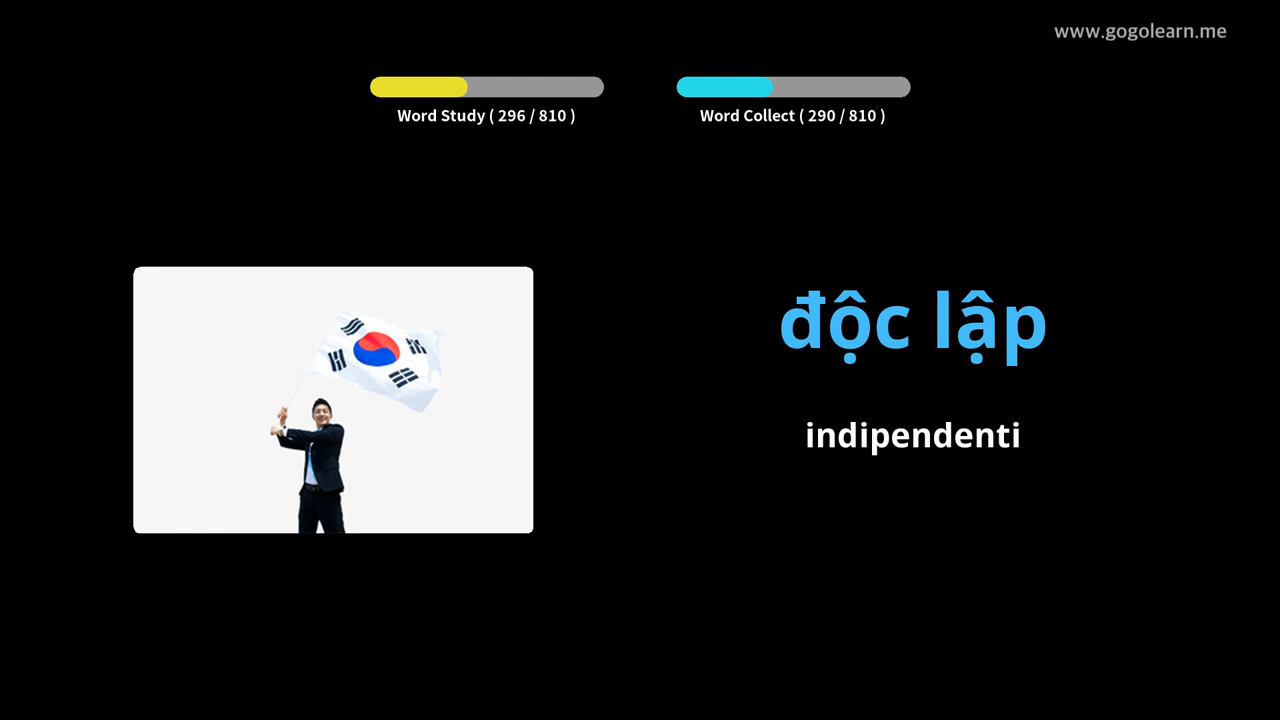 www.gogolearn.me
Word Study ( 296 / 810 )
Word Collect ( 290 / 810 )
độc lập
indipendenti